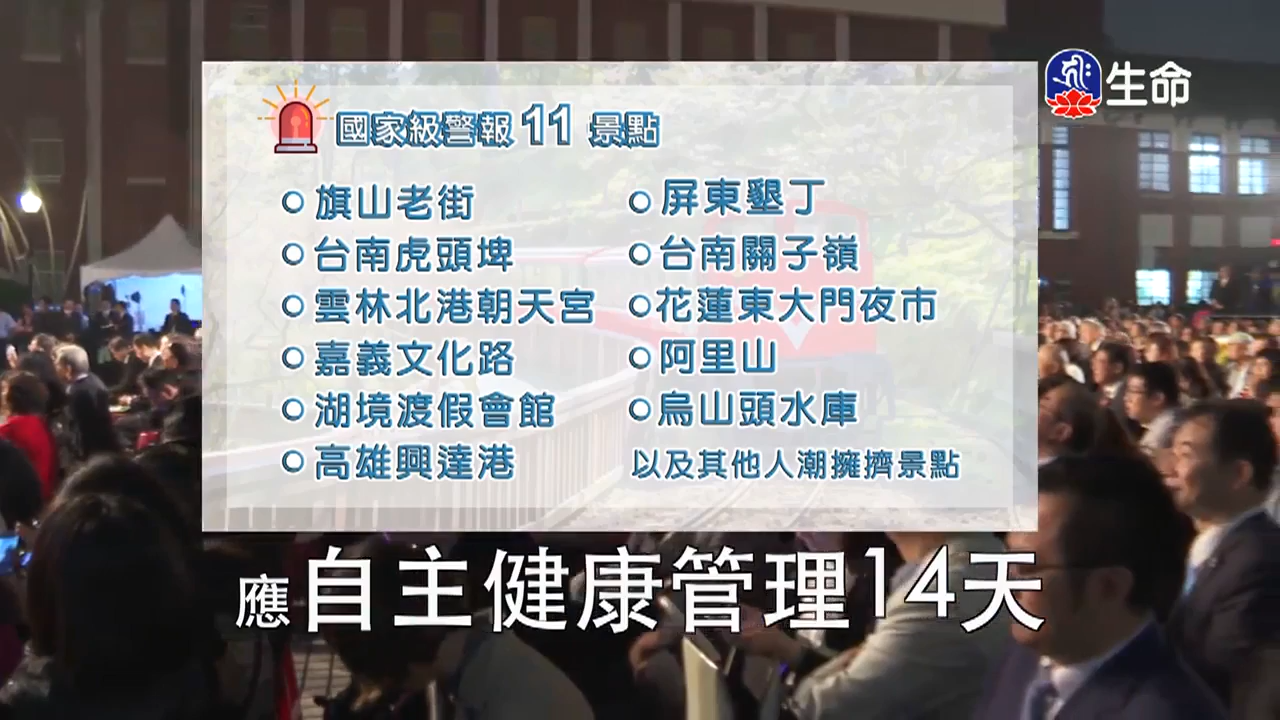 生命
國家級警報11景點
旗山老街
台南虎頭埤
雲林北港朝天宮
嘉義文化路
湖境渡假會館
高雄興達港
屏東墾丁
台南關子嶺
花蓮東大門夜市
阿里山
烏山頭水庫
以及其他人潮擁擠景點
應自主健康管理14天